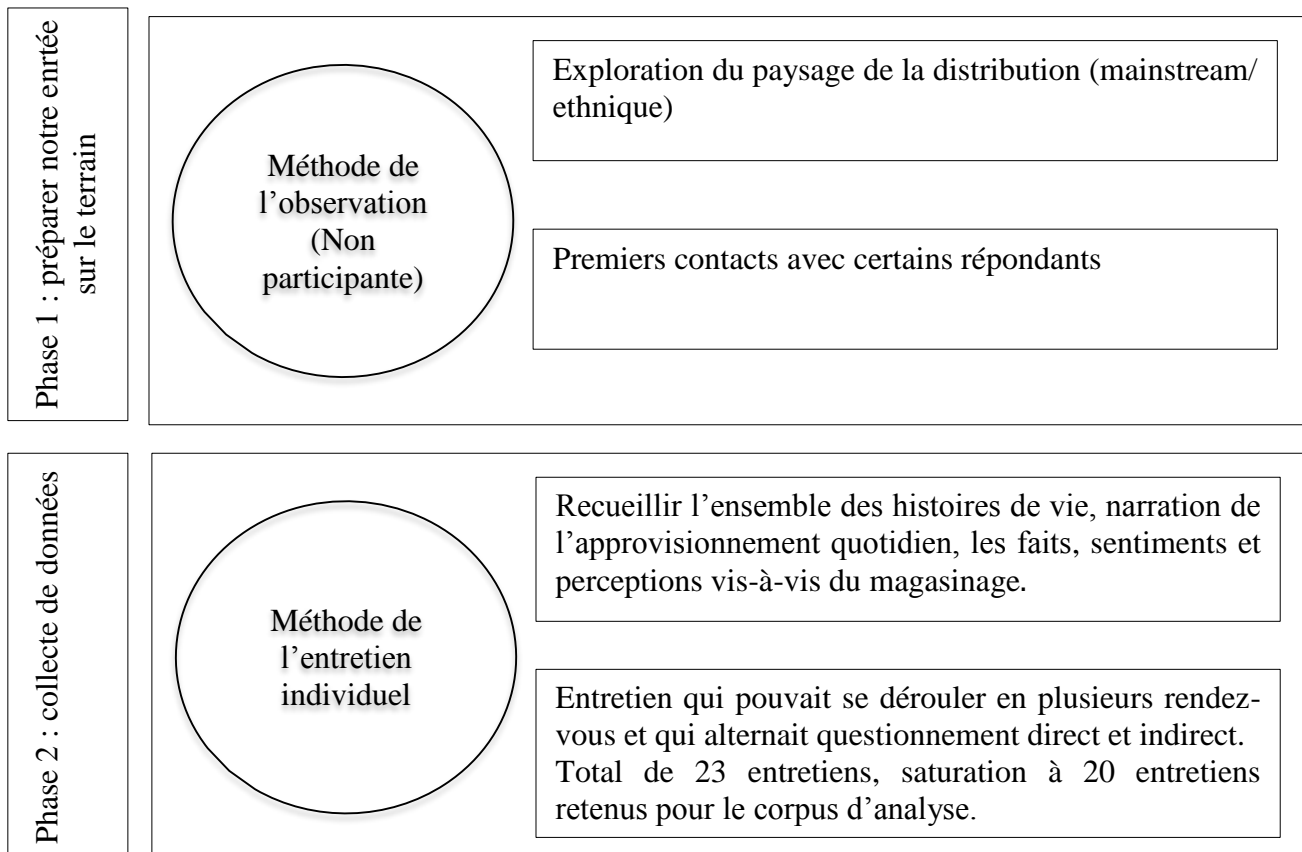 Phase 1 : préparer notre enrtée
sur le terrain
Méthode de
l’observation
(Non
participante)
Exploration du paysage de la distribution (mainstream/
ethnique)
Premiers contacts avec certains répondants
Phase 2 : collecte de données
Méthode de
l’entretien
individuel
Recueillir l’ensemble des histoires de vie, narration de
l’approvisionnement quotidien, les faits, sentiments et
perceptions vis-à-vis du magasinage.
Entretien qui pouvait se dérouler en plusieurs rendez-
vous et qui alternait questionnement direct et indirect.
Total de 23 entretiens, saturation à 20 entretiens
retenus pour le corpus d’analyse.